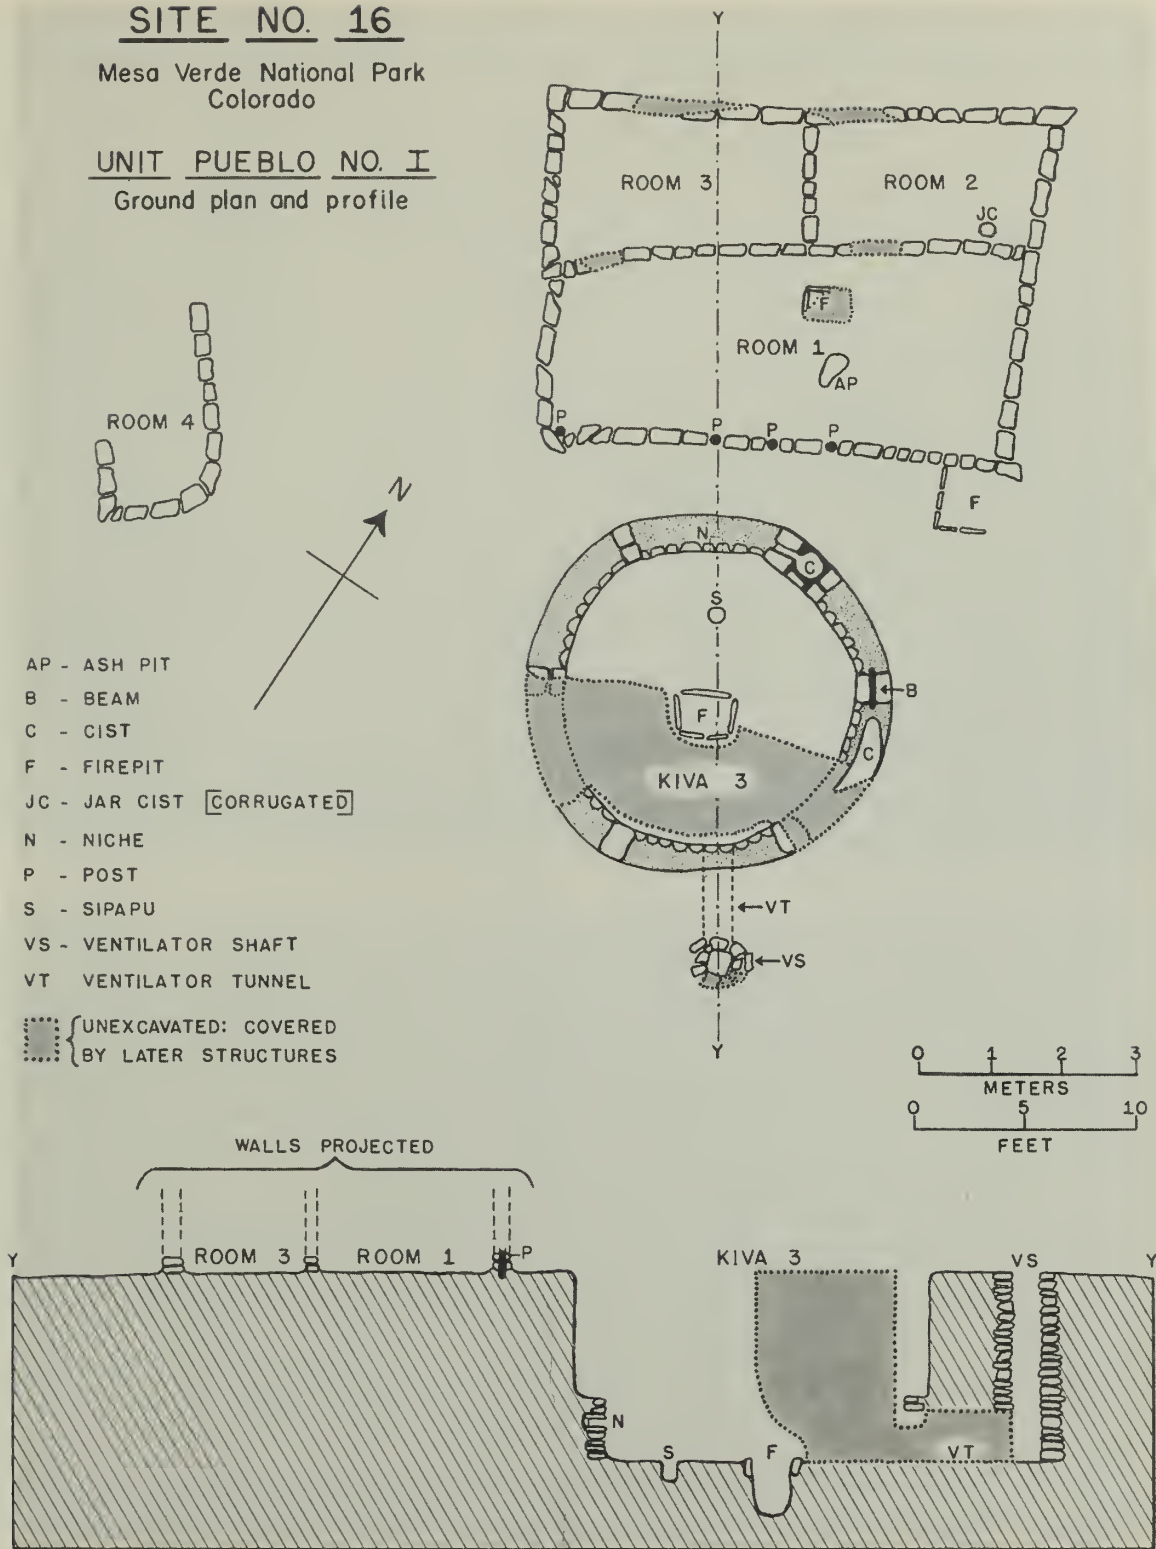 SITE NO. 16
Mesa Verde National Park
Colorado
UNIT PUEBLO NO. I
Ground plan and profile
Y
ROOM 3
ROOM 2
JC
F
ROOM 1
AP
ROOM 4
P
P
P
P
F
N
N
C
S
B
F
C
KIVA 3
VT
VS
Y
AP - ASH PIT
B - BEAM
C - CIST
F - FIREPIT
JC - JAR CIST [CORRUGATED]
N - NICHE
P - POST
S - SIPAPU
VS - VENTILATOR SHAFT
VT VENTILATOR TUNNEL
UNEXCAVATED: COVERED
BY LATER STRUCTURES
0 1 2 3
METERS
0 5 10
FEET
WALLS PROJECTED
Y ROOM 3 ROOM 1 P KIVA 3 VS Y
N
S F VT